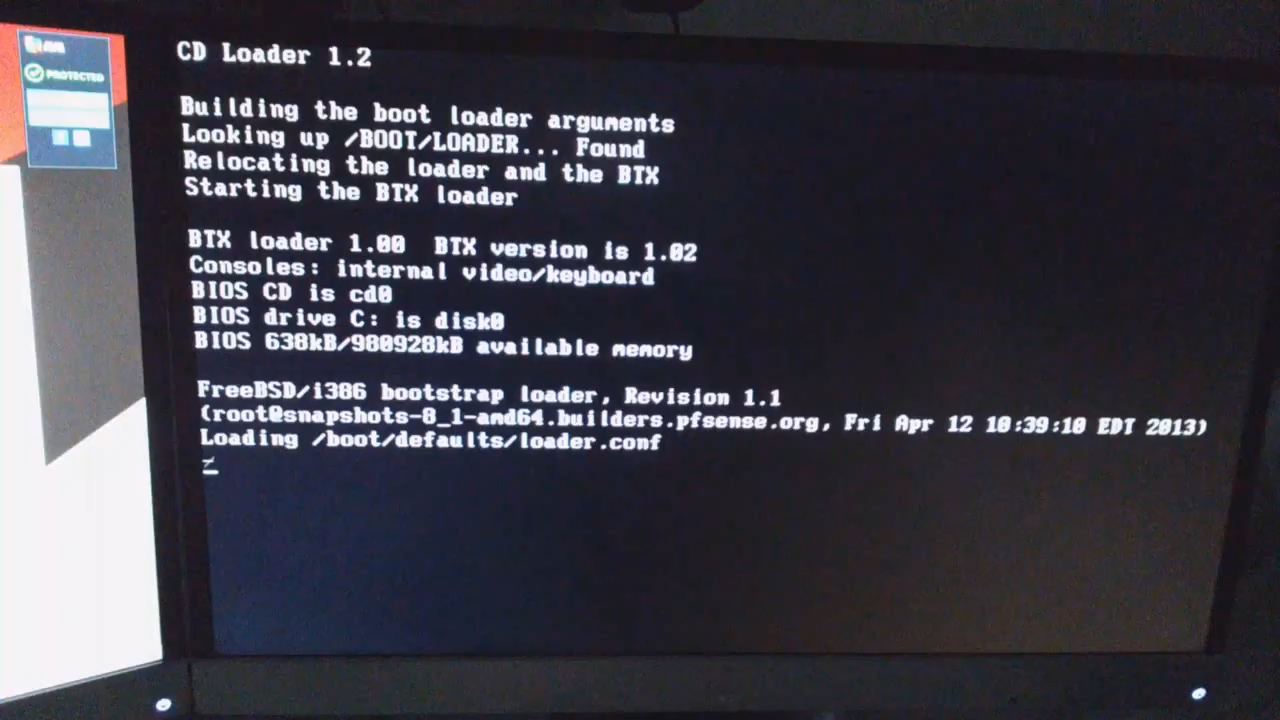 PROTECTED
CD Loader 1.2
Building the boot loader arguments
Looking up /BOOT/LOADER... Found
Relocating the loader and the BTX
Starting the BTX loader
BTX loader 1.00  BTX version is 1.02
Consoles: internal video/keyboard
BIOS CD is cd0
BIOS drive C: is disk0
BIOS 638kB/980928kB available memory
FreeBSD/i386 bootstrap loader, Revision 1.1
(root@snapshots-8_1-amd64.builders.pfsense.org, Fri Apr 12 10:39:10 EDT 2013)
Loading /boot/defaults/loader.conf